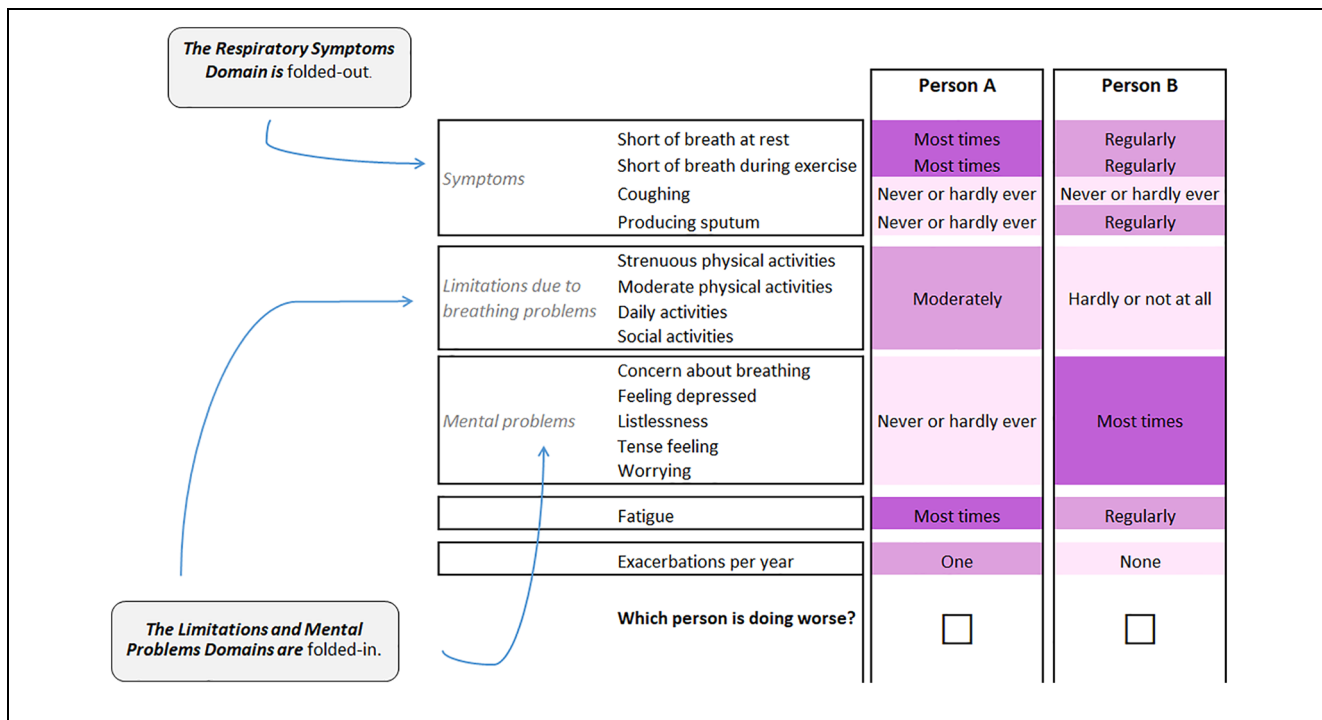 The Respiratory Symptoms
Domain is folded-out.
Person A
Person B
Symptoms
Short of breath at rest
Most times
Regularly
Short of breath during exercise
Most times
Regularly
Coughing
Never or hardly ever
Never or hardly ever
Producing sputum
Never or hardly ever
Regularly
Limitations due to
breathing problems
Strenuous physical activities
Moderate physical activities
Daily activities
Social activities
Moderately
Hardly or not at all
Mental problems
Concern about breathing
Feeling depressed
Listlessness
Tense feeling
Worrying
Never or hardly ever
Most times
Fatigue
Most times
Regularly
Exacerbations per year
One
None
Which person is doing worse?
The Limitations and Mental
Problems Domains are folded-in.